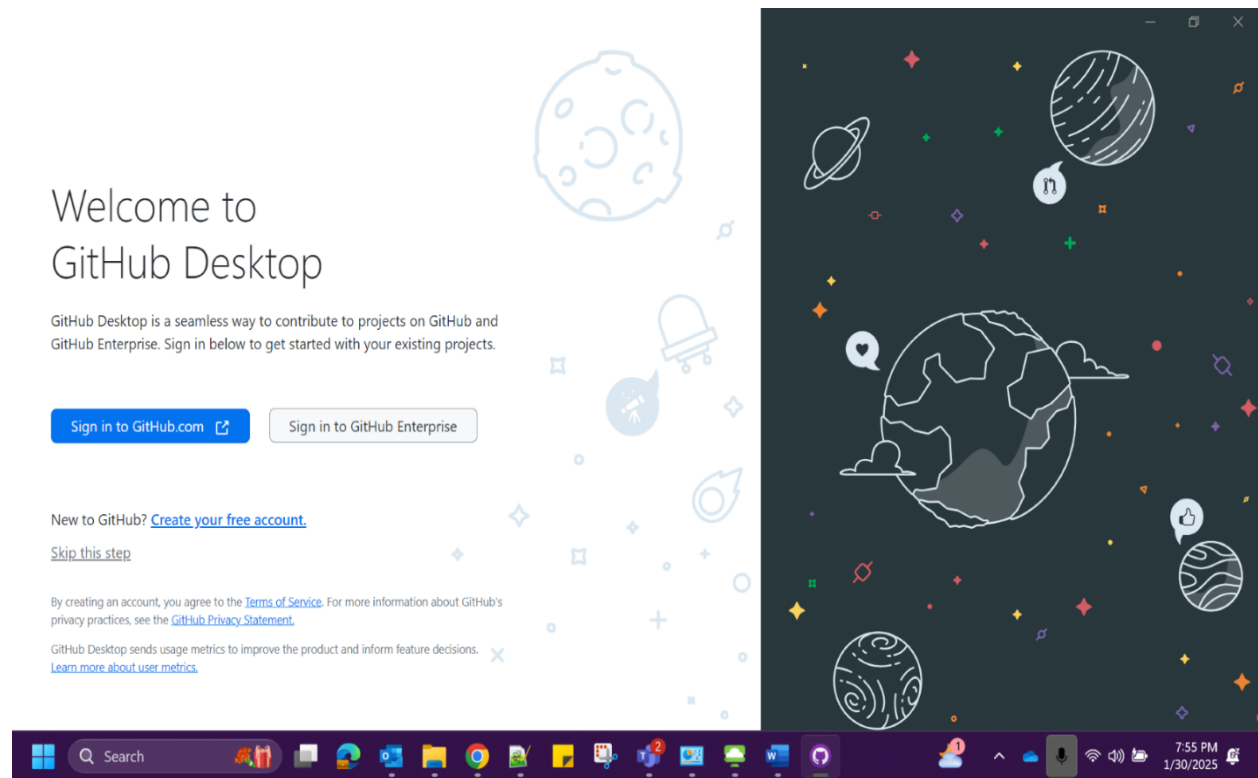 Welcome to
GitHub Desktop
GitHub Desktop is a seamless way to contribute to projects on GitHub and
GitHub Enterprise. Sign in below to get started with your existing projects.
Sign in to GitHub.com
Sign in to GitHub Enterprise
New to GitHub? Create your free account.
Skip this step
By creating an account, you agree to the Terms of Service. For more information about GitHub's
privacy practices, see the GitHub Privacy Statement.
GitHub Desktop sends usage metrics to improve the product and inform feature decisions.
Learn more about user metrics.
Search
2
1
7:55 PM
1/30/2025